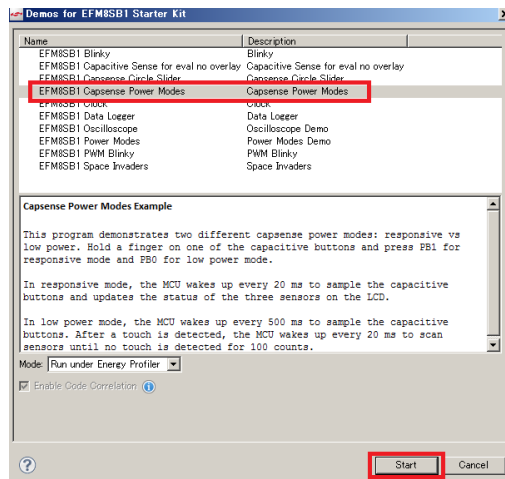 Demos for EFM8SB1 Starter Kit
Name Description
EFM8SB1 Blinky Blinky
EFM8SB1 Capacitive Sense for eval no overlay Capacitive Sense for eval no overlay
EFM8SB1 Capsense Circle Slider Capsense Circle Slider
EFM8SB1 Capsense Power Modes Capsense Power Modes
EFM8SB1 Clock Clock
EFM8SB1 Data Logger Data Logger
EFM8SB1 Oscilloscope Oscilloscope Demo
EFM8SB1 Power Modes Power Modes Demo
EFM8SB1 PWM Blinky PWM Blinky
EFM8SB1 Space Invaders Space Invaders
Capsense Power Modes Example
This program demonstrates two different capsense power modes: responsive vs
low power. Hold a finger on one of the capacitive buttons and press PB1 for
responsive mode and PB0 for low power mode.
In responsive mode, the MCU wakes up every 20 ms to sample the capacitive
buttons and updates the status of the three sensors on the LCD.
In low power mode, the MCU wakes up every 500 ms to sample the capacitive
buttons. After a touch is detected, the MCU wakes up every 20 ms to scan
sensors until no touch is detected for 100 counts.
Mode: Run under Energy Profiler
Enable Code Correlation
Start Cancel